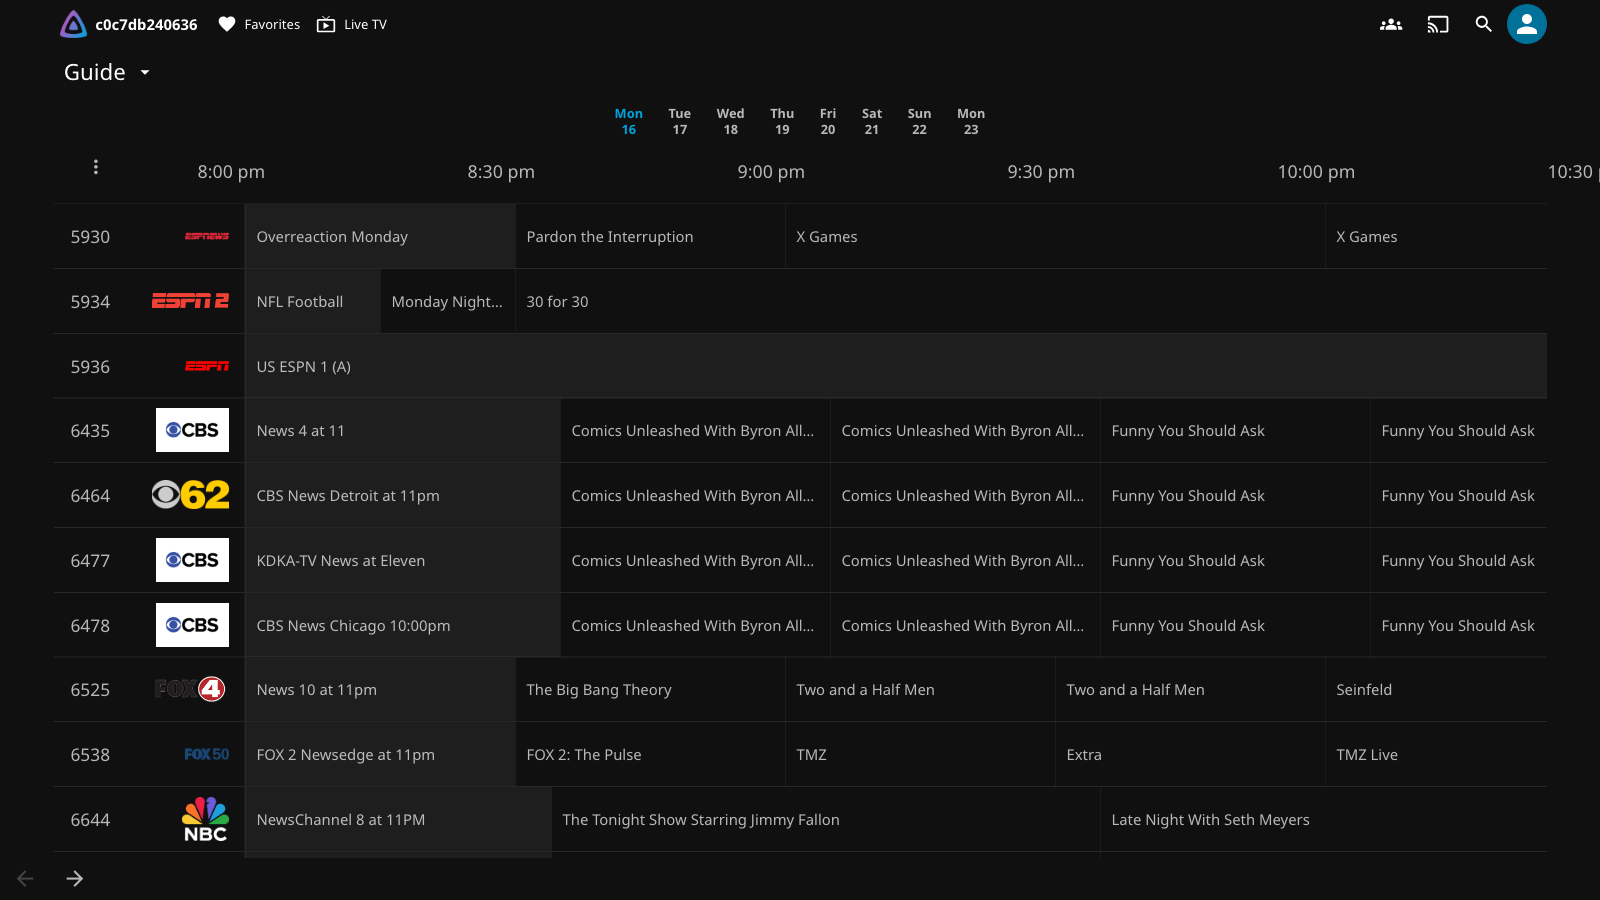 c0c7db240636 Favorites Live TV
Guide
Mon Tue Wed Thu Fri Sat Sun Mon
16 17 18 19 20 21 22 23
8:00 pm 8:30 pm 9:00 pm 9:30 pm 10:00 pm 10:30
5930 ESPNEWS Overreaction Monday Pardon the Interruption X Games X Games
5934 ESPN 2 NFL Football Monday Night... 30 for 30
5936 ESPN US ESPN 1 (A)
6435 CBS News 4 at 11 Comics Unleashed With Byron All... Comics Unleashed With Byron All... Funny You Should Ask Funny You Should Ask
6464 62 CBS News Detroit at 11pm Comics Unleashed With Byron All... Comics Unleashed With Byron All... Funny You Should Ask Funny You Should Ask
6477 CBS KDKA-TV News at Eleven Comics Unleashed With Byron All... Comics Unleashed With Byron All... Funny You Should Ask Funny You Should Ask
6478 CBS CBS News Chicago 10:00pm Comics Unleashed With Byron All... Comics Unleashed With Byron All... Funny You Should Ask Funny You Should Ask
6525 FOX 4 News 10 at 11pm The Big Bang Theory Two and a Half Men Two and a Half Men Seinfeld
6538 FOX 50 FOX 2 Newsedge at 11pm FOX 2: The Pulse TMZ Extra TMZ Live
6644 NBC NewsChannel 8 at 11PM The Tonight Show Starring Jimmy Fallon Late Night With Seth Meyers